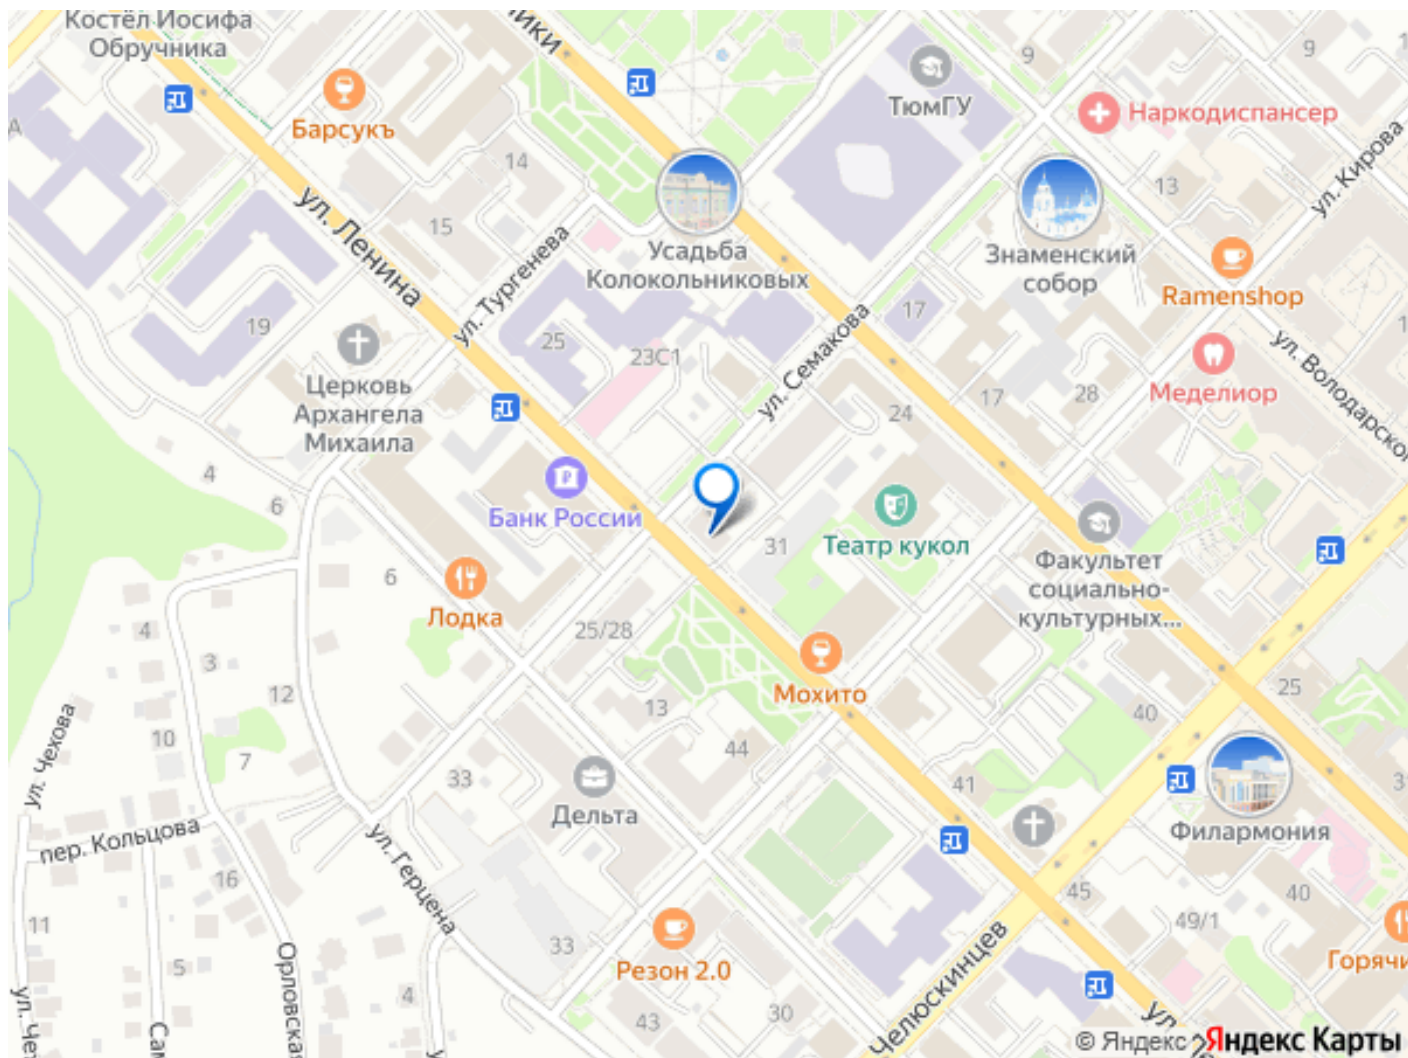 Костёл Иосифа
Обручника
ики
9
9
ТюмГУ
Наркодиспансер
Барсукъ
14
13
ул. Кирова
15
ул. Ленина
ул. Тургенева
Усадьба
Колокольниковых
Знаменский
собор
Ramenshop
17
19
25
23С1
ул. Семакова
ул. Володарского
Церковь
Архангела
Михаила
Меделиор
28
17
24
4
6
Банк России
31
Театр кукол
Факультет
социально-
культурных...
6
Лодка
25/28
4
3
12
13
Мохито
25
40
10
7
44
ул. Чехова
33
41
Дельта
Филармония
пер. Кольцова
ул. Герцена
16
45
40
11
49/1
33
Резон 2.0
Челюскинцев
Горячи
5
Орловская
4
43
30
ул.
© Яндекс
Яндекс Карты